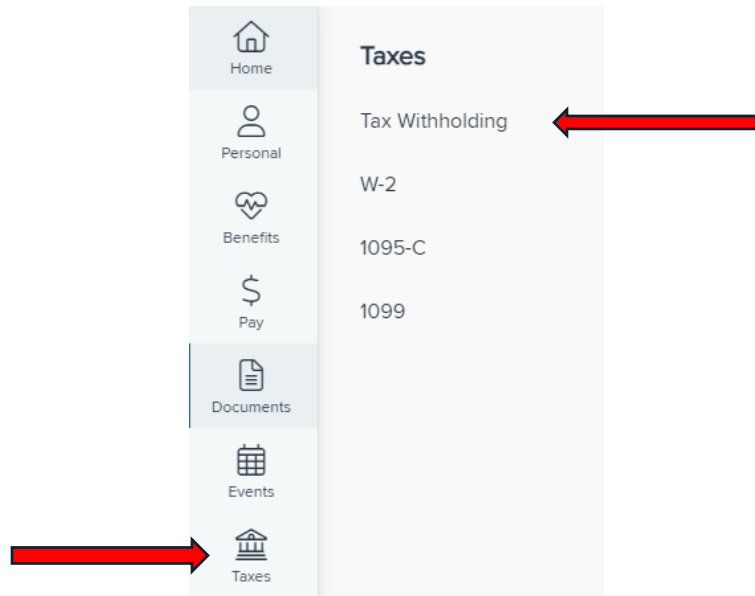 Home
Personal
Benefits
Pay
Documents
Events
Taxes
Taxes
Tax Withholding
W-2
1095-C
1099